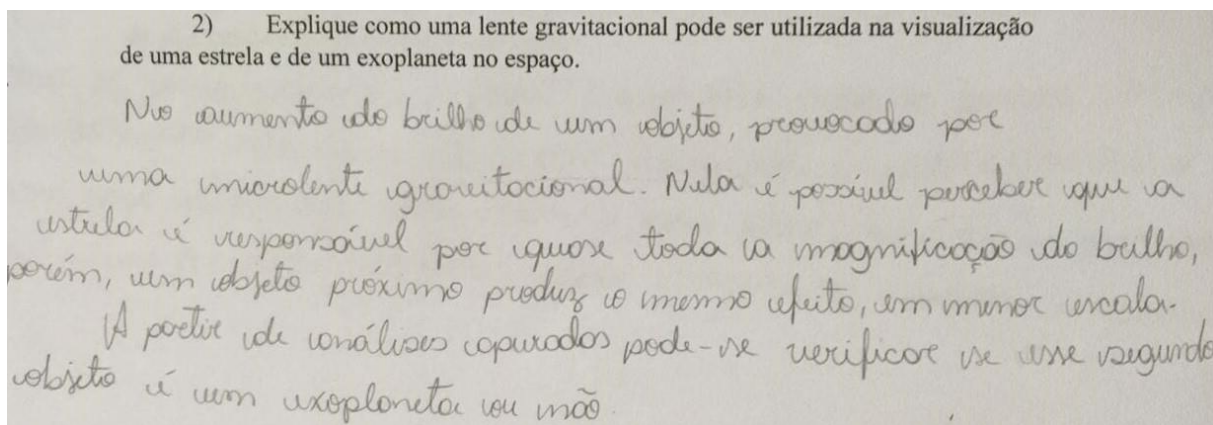 2) Explique como uma lente gravitacional pode ser utilizada na visualização
de uma estrela e de um exoplaneta no espaço.
No aumento do brilho de um objeto, provocado por
uma microlente gravitacional. Nela é possível perceber que a
estrela é responsável por quase toda a magnificação do brilho,
porém, um objeto próximo produz o mesmo efeito, em menor escala.
A partir de análises apurados pode-se verificar se esse segundo
objeto é um exoplaneta ou não.